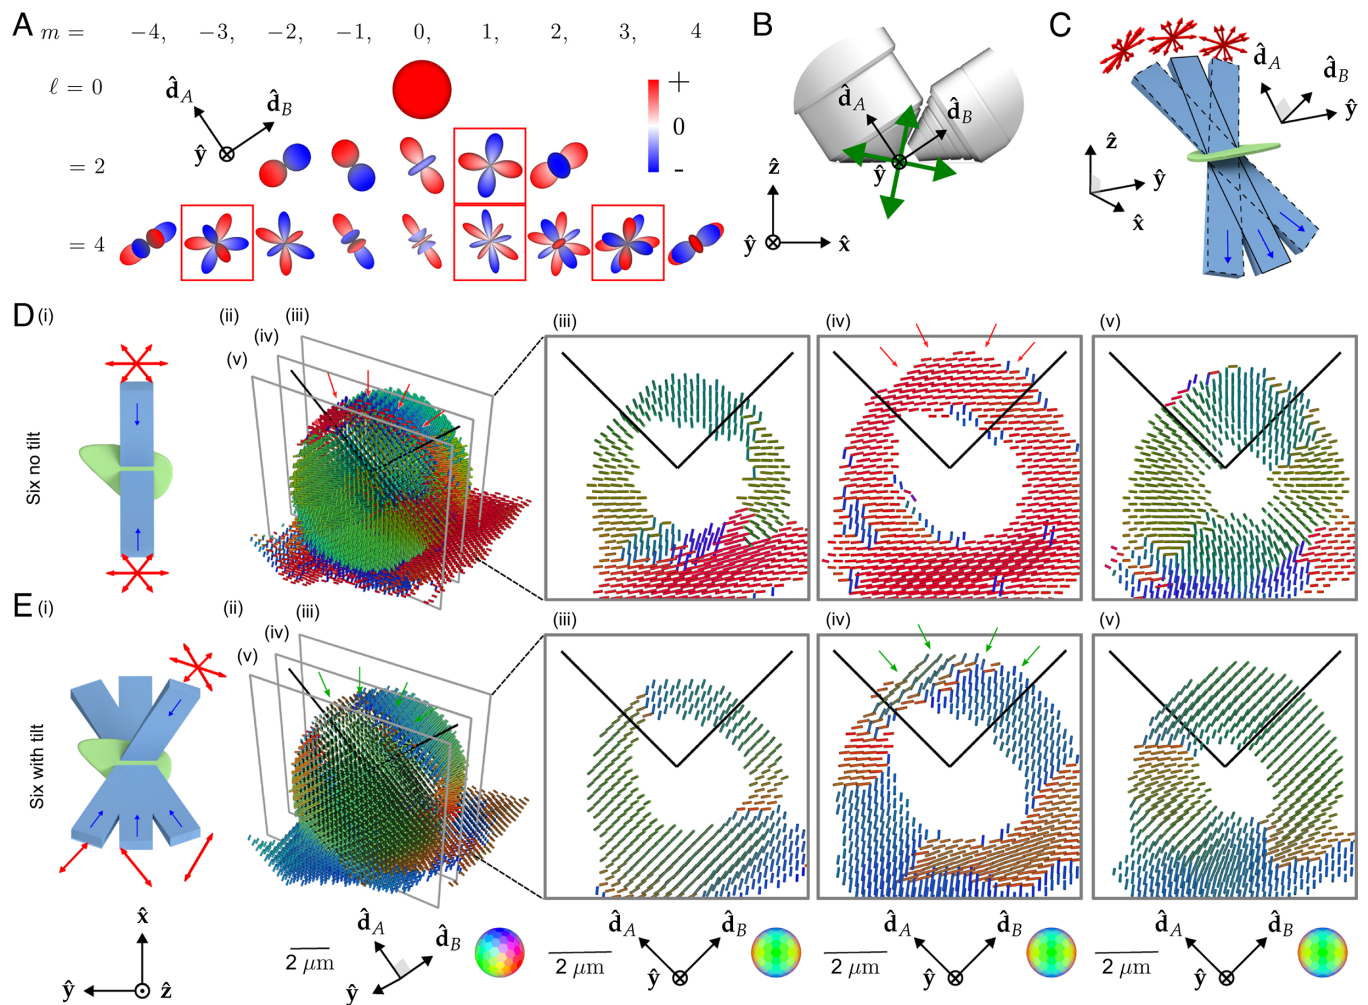 A
m = −4, −3, −2, −1, 0, 1, 2, 3, 4
ℓ = 0
= 2
= 4
d̂A
d̂B
ŷ
+
0
-
B
d̂A
d̂B
ŷ
ẑ
ŷ
x̂
C
d̂A
d̂B
ŷ
ẑ
ŷ
x̂
D
(i)
(ii)
(iii)
(iv)
(v)
(iii)
(iv)
(v)
Six no tilt
E
(i)
(ii)
(iii)
(iv)
(v)
(iii)
(iv)
(v)
Six with tilt
x̂
ŷ
ẑ
2 μm
d̂A
d̂B
ŷ
2 μm
d̂A
d̂B
ŷ
2 μm
d̂A
d̂B
ŷ
2 μm
d̂A
d̂B
ŷ